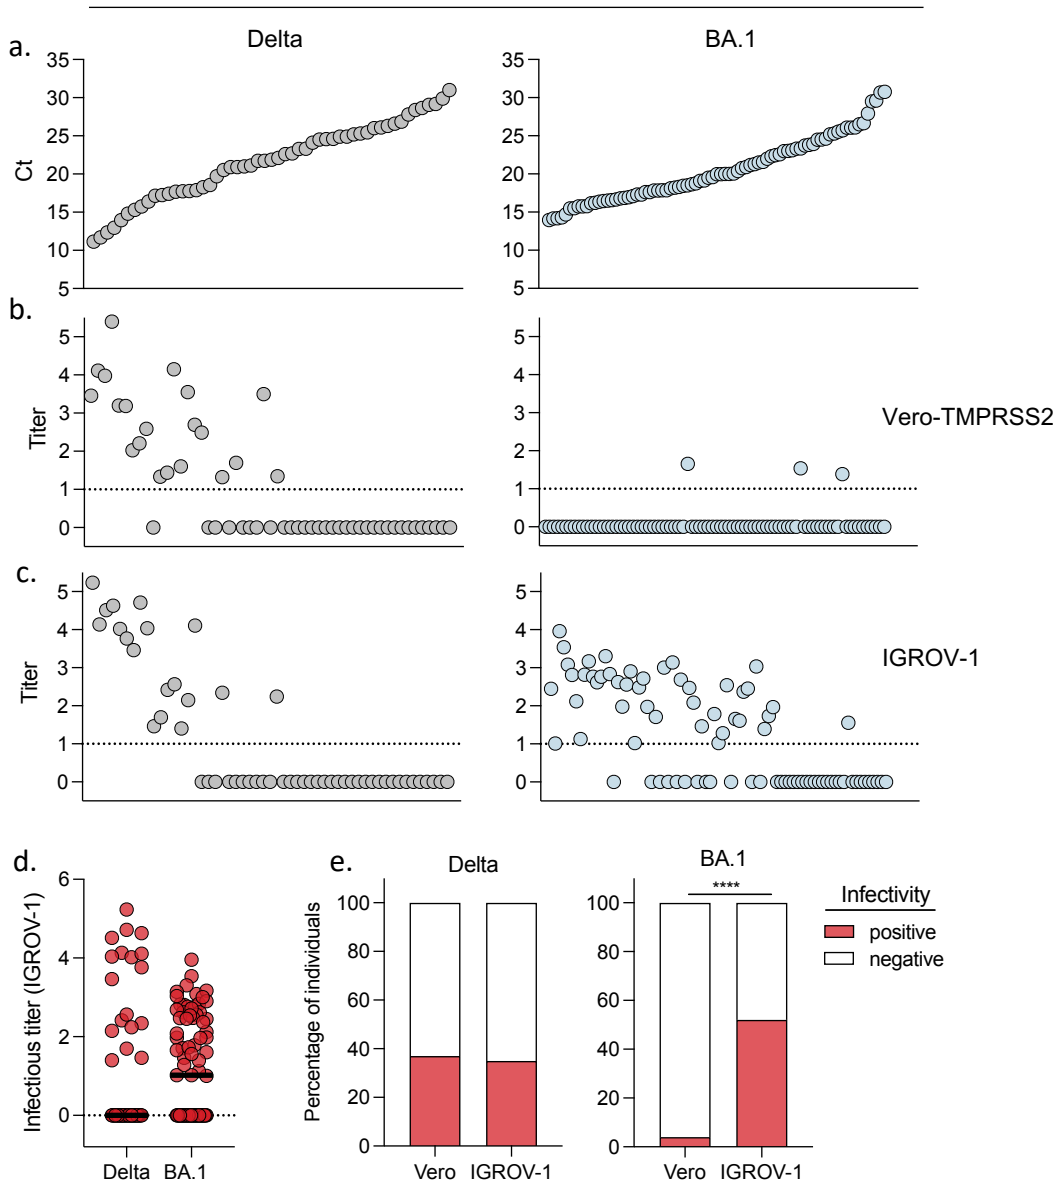 Delta
BA.1
a.
35
30
25
20
15
10
5
Ct
35
30
25
20
15
10
5
b.
5
4
3
2
1
0
Titer
5
4
3
2
1
0
Vero-TMPRSS2
c.
5
4
3
2
1
0
Titer
5
4
3
2
1
0
IGROV-1
d.
6
4
2
0
Infectious titer (IGROV-1)
Delta BA.1
e.
Delta
100
80
60
40
20
0
Percentage of individuals
Vero IGROV-1
BA.1
****
100
80
60
40
20
0
Vero IGROV-1
Infectivity
positive
negative